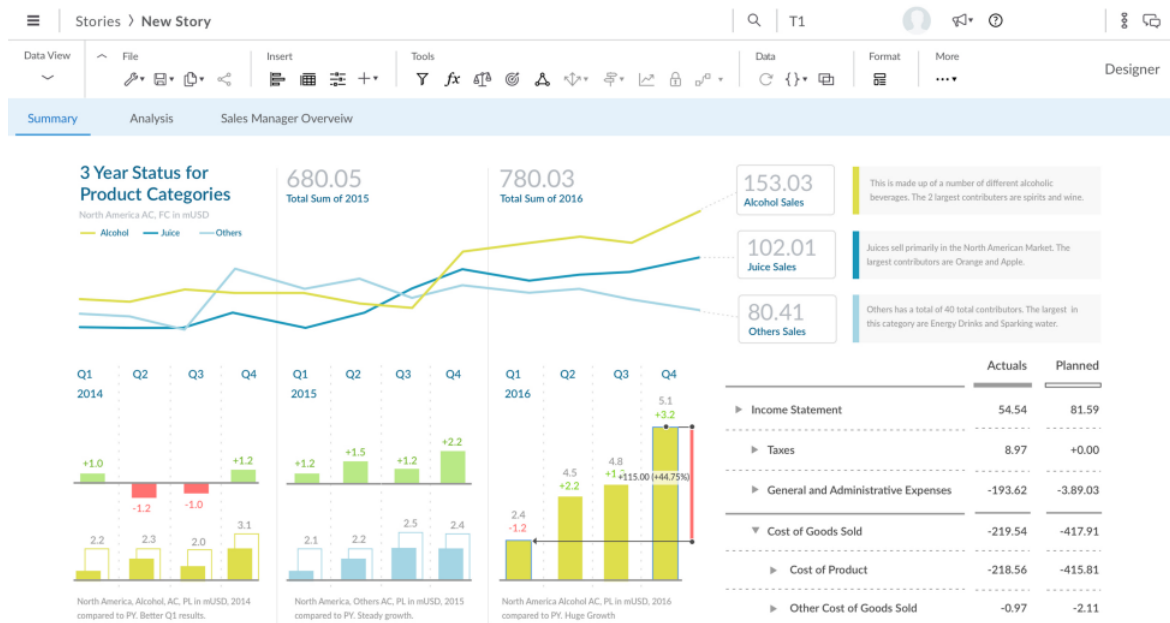 Stories > New Story
T1
Data View
File
Insert
Tools
Data
Format
More
Designer
Summary
Analysis
Sales Manager Overveiw
3 Year Status for
Product Categories
North America AC, FC in mUSD
Alcohol
Juice
Others
680.05
Total Sum of 2015
780.03
Total Sum of 2016
153.03
Alcohol Sales
This is made up of a number of different alcoholic
beverages. The 2 largest contributers are spirits and wine.
102.01
Juice Sales
Juices sell primarily in the North American Market. The
largest contributors are Orange and Apple.
80.41
Others Sales
Others has a total of 40 total contributors. The largest in
this category are Energy Drinks and Sparking water.
Q1 Q2 Q3 Q4
2014
+1.0 -1.2 -1.0 +1.2
2.2 2.3 2.0 3.1
North America, Alcohol, AC, PL in mUSD, 2014
compared to PY. Better Q1 results.
Q1 Q2 Q3 Q4
2015
+1.2 +1.5 +1.2 +2.2
2.1 2.2 2.5 2.4
North America, Others AC, PL in mUSD, 2015
compared to PY. Steady growth.
Q1 Q2 Q3 Q4
2016
5.1
+3.2
4.8
4.5
+2.2
+115.00 (+44.75%)
2.4
-1.2
North America Alcohol AC, PL in mUSD, 2016
compared to PY. Huge Growth
Actuals Planned
Income Statement 54.54 81.59
Taxes 8.97 +0.00
General and Administrative Expenses -193.62 -3.89.03
Cost of Goods Sold -219.54 -417.91
Cost of Product -218.56 -415.81
Other Cost of Goods Sold -0.97 -2.11